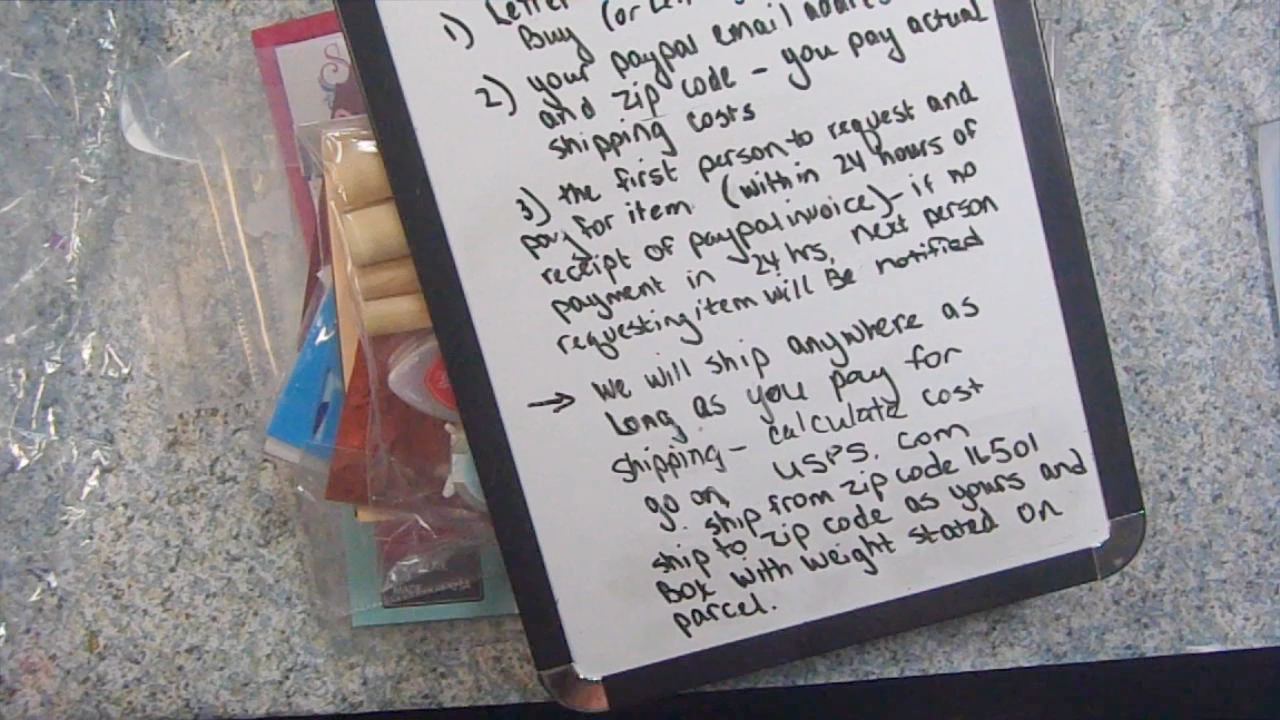 1) Letter
Buy (or
2) your paypal email
and zip code - you pay actual
shipping costs
3) the first person to request and
pay for item (within 24 hours of
receipt of paypal invoice) - if no
payment in 24 hrs, next person
requesting item will Be notified
→ we will ship anywhere as
long as you pay for
shipping - calculate cost
go on USPS.com
ship from zip code 16501
ship to zip code as yours and
Box with weight stated on
parcel.